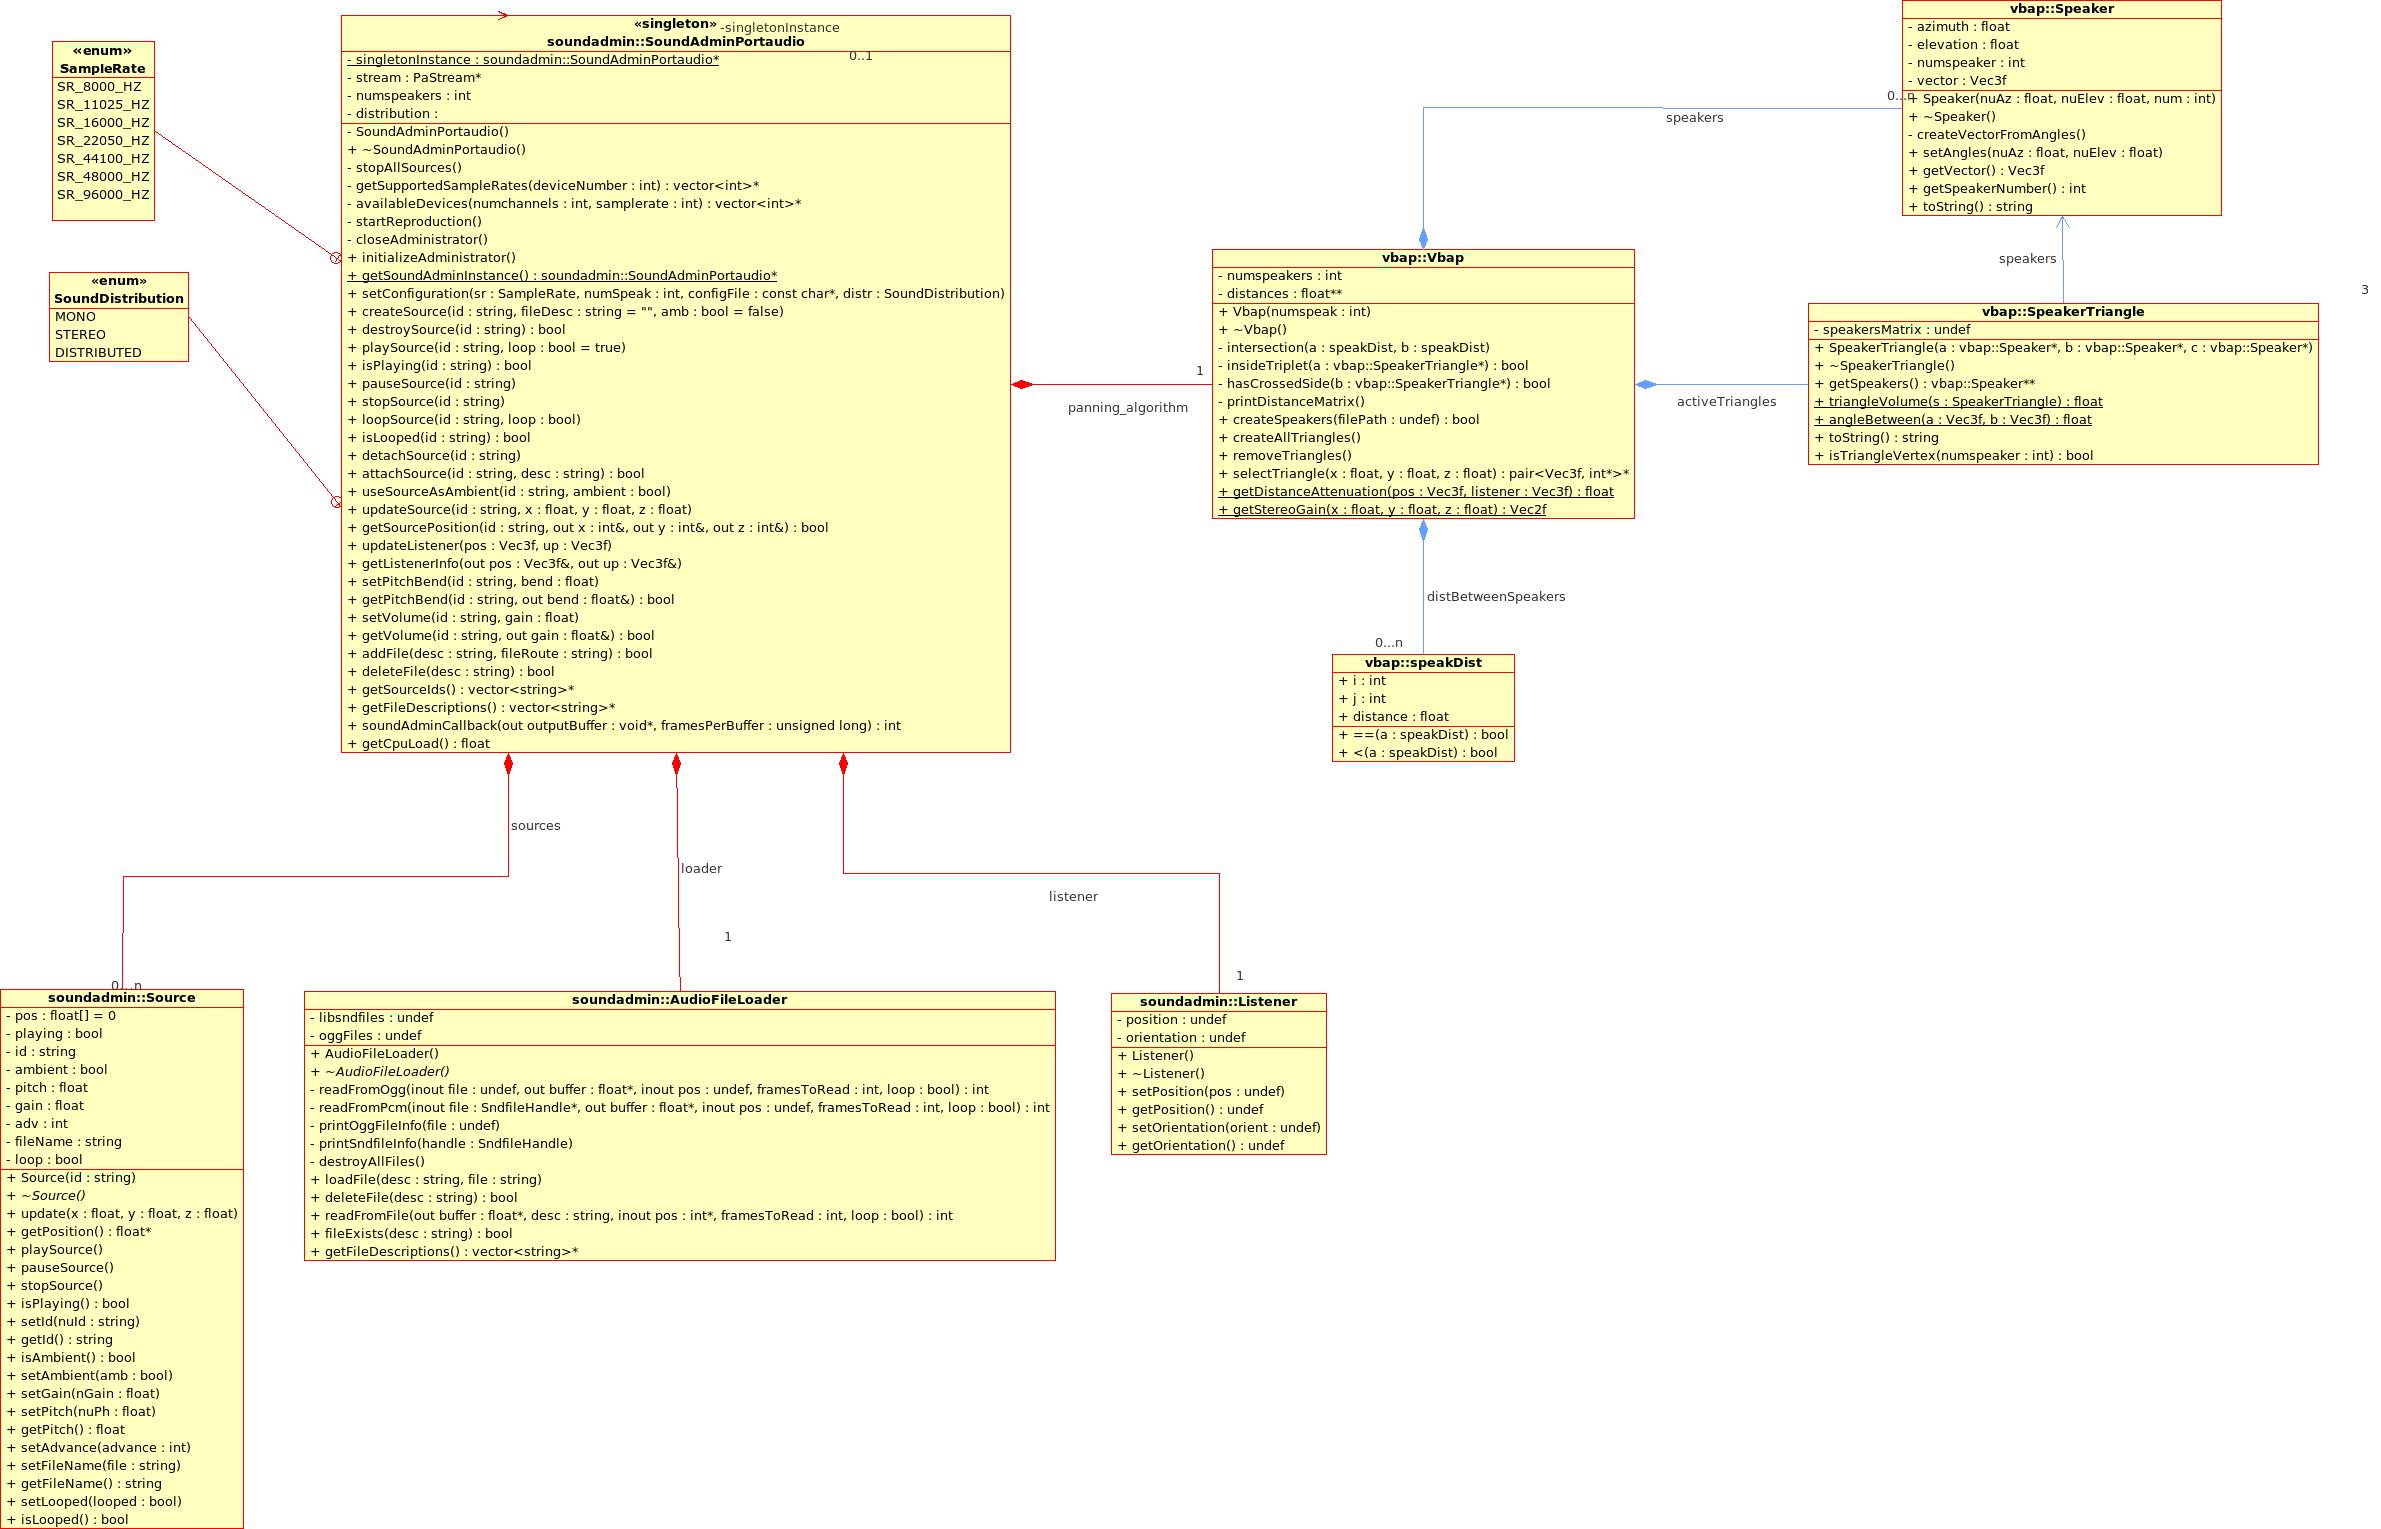 «singleton»
soundadmin::SoundAdminPortaudio
-singletonInstance
0..1
- singletonInstance : soundadmin::SoundAdminPortaudio*
- stream : PaStream*
- numspeakers : int
- distribution :
- SoundAdminPortaudio()
+ ~SoundAdminPortaudio()
- stopAllSources()
- getSupportedSampleRates(deviceNumber : int) : vector<int>*
- availableDevices(numchannels : int, samplerate : int) : vector<int>*
- startReproduction()
- closeAdministrator()
+ initializeAdministrator()
+ getSoundAdminInstance() : soundadmin::SoundAdminPortaudio*
+ setConfiguration(sr : SampleRate, numSpeak : int, configFile : const char*, distr : SoundDistribution)
+ createSource(id : string, fileDesc : string = "", amb : bool = false)
+ destroySource(id : string) : bool
+ playSource(id : string, loop : bool = true)
+ isPlaying(id : string) : bool
+ pauseSource(id : string)
+ stopSource(id : string)
+ loopSource(id : string, loop : bool)
+ isLooped(id : string) : bool
+ detachSource(id : string)
+ attachSource(id : string, desc : string) : bool
+ useSourceAsAmbient(id : string, ambient : bool)
+ updateSource(id : string, x : float, y : float, z : float)
+ getSourcePosition(id : string, out x : int&, out y : int&, out z : int&) : bool
+ updateListener(pos : Vec3f, up : Vec3f)
+ getListenerInfo(out pos : Vec3f&, out up : Vec3f&)
+ setPitchBend(id : string, bend : float)
+ getPitchBend(id : string, out bend : float&) : bool
+ setVolume(id : string, gain : float)
+ getVolume(id : string, out gain : float&) : bool
+ addFile(desc : string, fileRoute : string) : bool
+ deleteFile(desc : string) : bool
+ getSourceIds() : vector<string>*
+ getFileDescriptions() : vector<string>*
+ soundAdminCallback(out outputBuffer : void*, framesPerBuffer : unsigned long) : int
+ getCpuLoad() : float
«enum»
SampleRate
SR_8000_HZ
SR_11025_HZ
SR_16000_HZ
SR_22050_HZ
SR_44100_HZ
SR_48000_HZ
SR_96000_HZ
«enum»
SoundDistribution
MONO
STEREO
DISTRIBUTED
1
panning_algorithm
vbap::Vbap
- numspeakers : int
- distances : float**
+ Vbap(numspeak : int)
+ ~Vbap()
- intersection(a : speakDist, b : speakDist)
- insideTriplet(a : vbap::SpeakerTriangle*) : bool
- hasCrossedSide(b : vbap::SpeakerTriangle*) : bool
- printDistanceMatrix()
+ createSpeakers(filePath : undef) : bool
+ createAllTriangles()
+ removeTriangles()
+ selectTriangle(x : float, y : float, z : float) : pair<Vec3f, int*>*
+ getDistanceAttenuation(pos : Vec3f, listener : Vec3f) : float
+ getStereoGain(x : float, y : float, z : float) : Vec2f
speakers
0...n
vbap::Speaker
- azimuth : float
- elevation : float
- numspeaker : int
- vector : Vec3f
+ Speaker(nuAz : float, nuElev : float, num : int)
+ ~Speaker()
- createVectorFromAngles()
+ setAngles(nuAz : float, nuElev : float)
+ getVector() : Vec3f
+ getSpeakerNumber() : int
+ toString() : string
speakers
3
activeTriangles
vbap::SpeakerTriangle
- speakersMatrix : undef
+ SpeakerTriangle(a : vbap::Speaker*, b : vbap::Speaker*, c : vbap::Speaker*)
+ ~SpeakerTriangle()
+ getSpeakers() : vbap::Speaker**
+ triangleVolume(s : SpeakerTriangle) : float
+ angleBetween(a : Vec3f, b : Vec3f) : float
+ toString() : string
+ isTriangleVertex(numspeaker : int) : bool
distBetweenSpeakers
0...n
vbap::speakDist
+ i : int
+ j : int
+ distance : float
+ ==(a : speakDist) : bool
+ <(a : speakDist) : bool
sources
0...n
loader
1
listener
1
soundadmin::Source
- pos : float[] = 0
- playing : bool
- id : string
- ambient : bool
- pitch : float
- gain : float
- adv : int
- fileName : string
- loop : bool
+ Source(id : string)
+ ~Source()
+ update(x : float, y : float, z : float)
+ getPosition() : float*
+ playSource()
+ pauseSource()
+ stopSource()
+ isPlaying() : bool
+ setId(nuId : string)
+ getId() : string
+ isAmbient() : bool
+ setAmbient(amb : bool)
+ setGain(nGain : float)
+ setPitch(nuPh : float)
+ getPitch() : float
+ setAdvance(advance : int)
+ setFileName(file : string)
+ getFileName() : string
+ setLooped(looped : bool)
+ isLooped() : bool
soundadmin::AudioFileLoader
- libsndfiles : undef
- oggFiles : undef
+ AudioFileLoader()
+ ~AudioFileLoader()
- readFromOgg(inout file : undef, out buffer : float*, inout pos : undef, framesToRead : int, loop : bool) : int
- readFromPcm(inout file : SndfileHandle*, out buffer : float*, inout pos : undef, framesToRead : int, loop : bool) : int
- printOggFileInfo(file : undef)
- printSndfileInfo(handle : SndfileHandle)
- destroyAllFiles()
+ loadFile(desc : string, file : string)
+ deleteFile(desc : string) : bool
+ readFromFile(out buffer : float*, desc : string, inout pos : int*, framesToRead : int, loop : bool) : int
+ fileExists(desc : string) : bool
+ getFileDescriptions() : vector<string>*
soundadmin::Listener
- position : undef
- orientation : undef
+ Listener()
+ ~Listener()
+ setPosition(pos : undef)
+ getPosition() : undef
+ setOrientation(orient : undef)
+ getOrientation() : undef